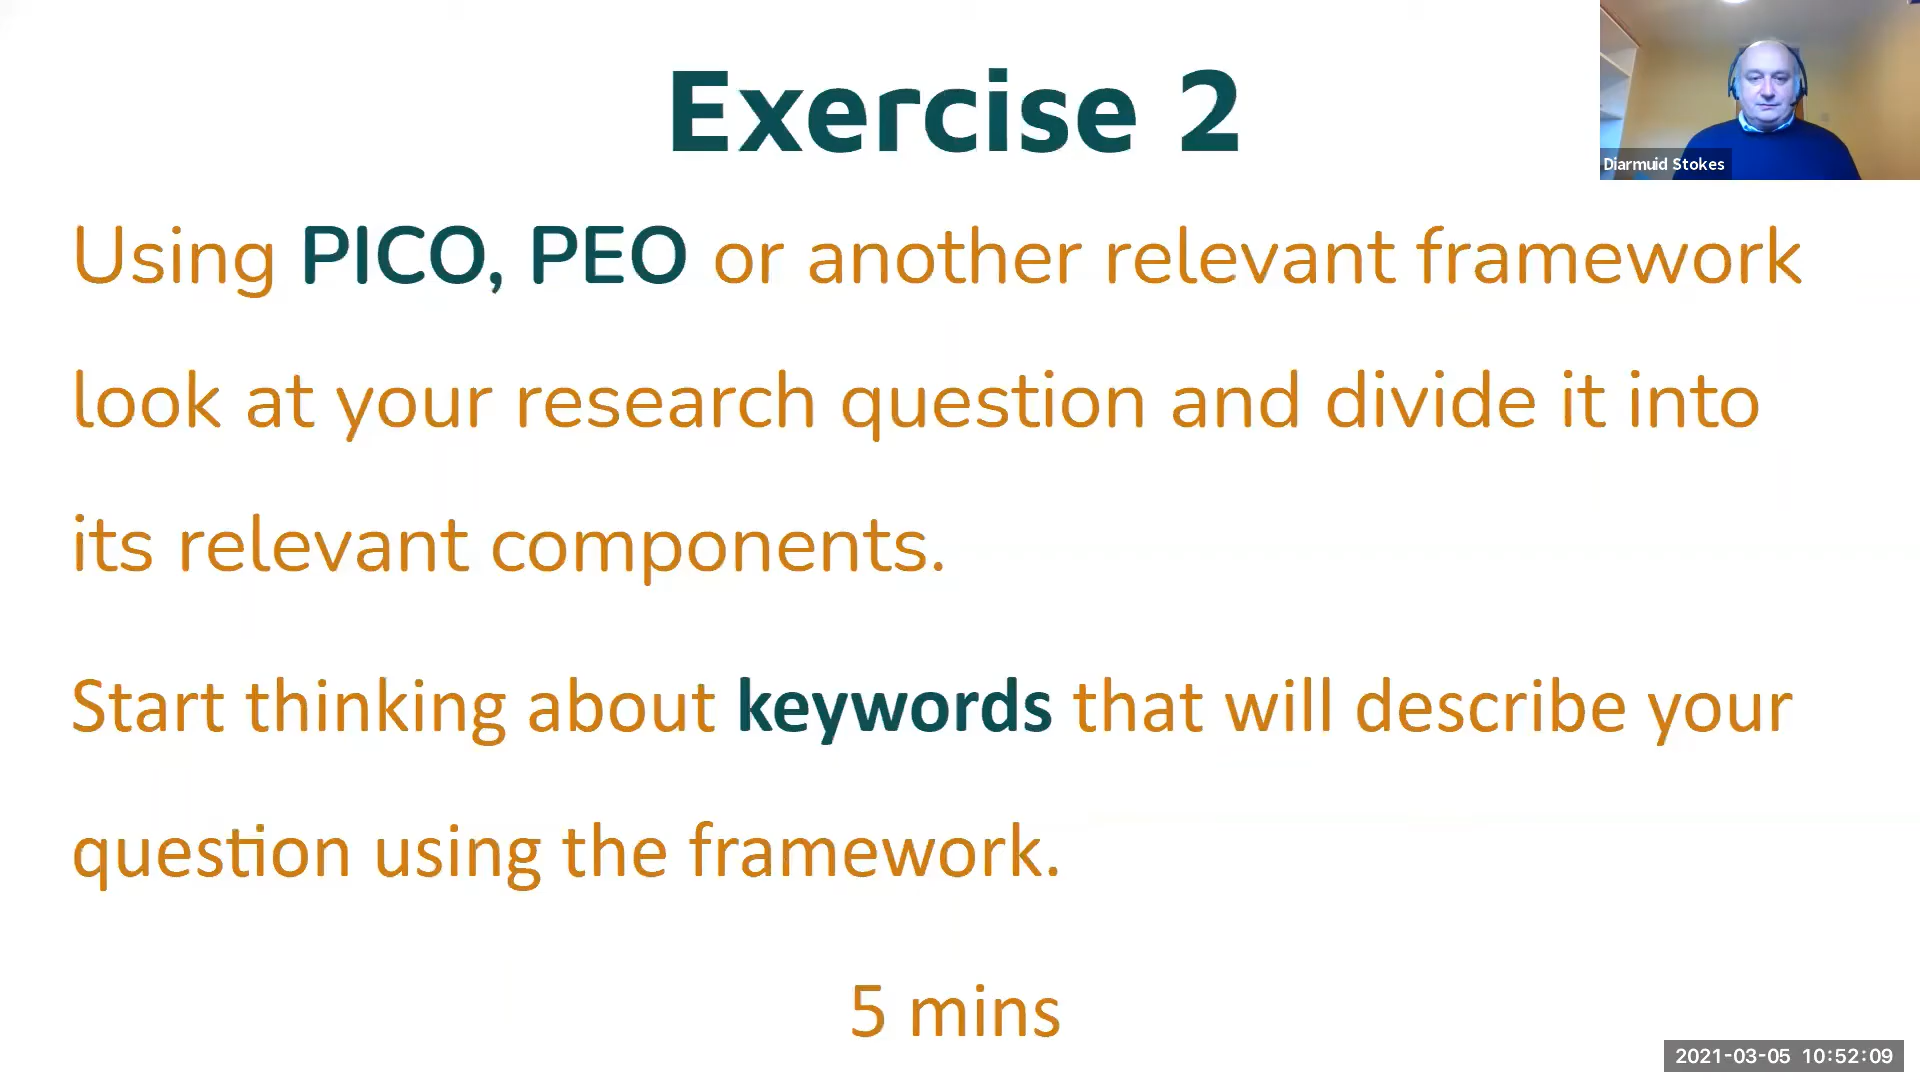 Exercise 2
Diarmuid Stokes
Using PICO, PEO or another relevant framework
look at your research question and divide it into
its relevant components.
Start thinking about keywords that will describe your
question using the framework.
5 mins
2021-03-05 10:52:09